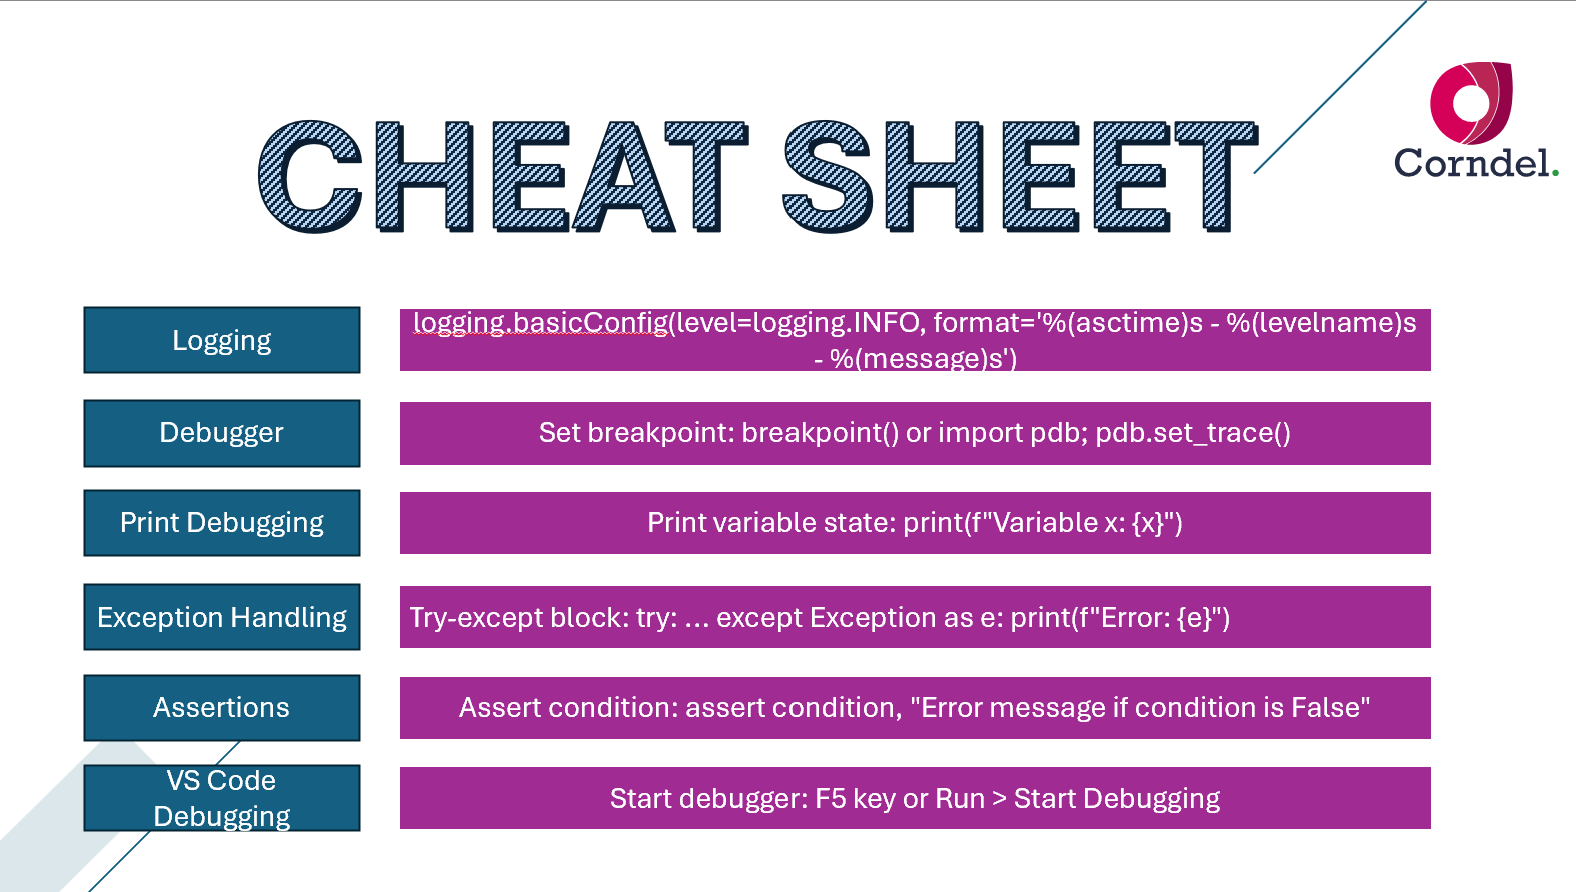 CHEAT SHEET
Corndel.
Logging
logging.basicConfig(level=logging.INFO, format='%(asctime)s - %(levelname)s
- %(message)s')
Debugger
Set breakpoint: breakpoint() or import pdb; pdb.set_trace()
Print Debugging
Print variable state: print(f"Variable x: {x}")
Exception Handling
Try-except block: try: ... except Exception as e: print(f"Error: {e}")
Assertions
Assert condition: assert condition, "Error message if condition is False"
VS Code
Debugging
Start debugger: F5 key or Run > Start Debugging